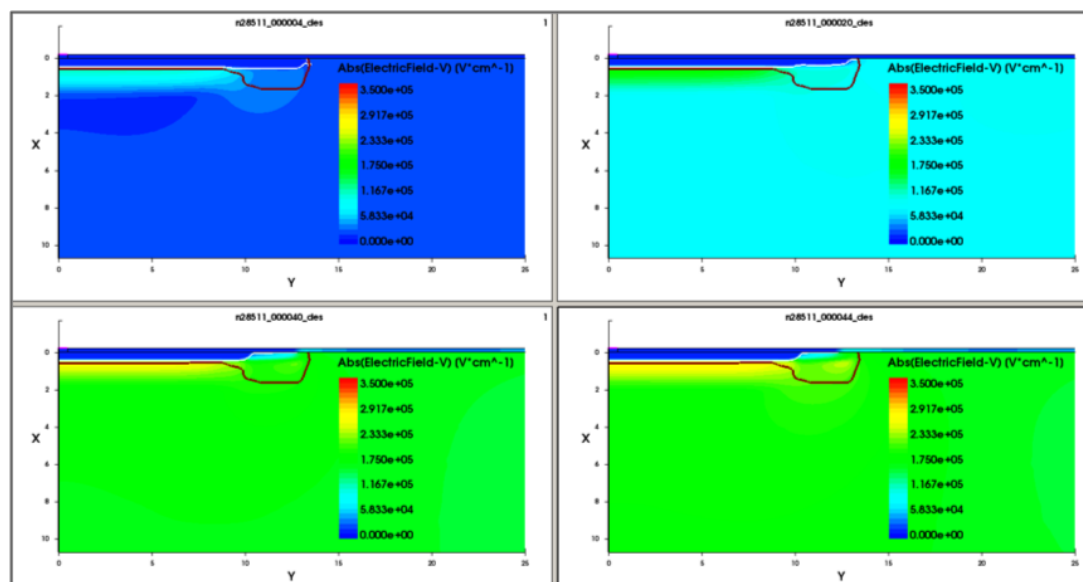 n28511_000004_des
1
0
Abs(ElectricField-V) (V*cm^-1)
3.500e+05
2
2.917e+05
2.333e+05
4
X
1.750e+05
6
1.167e+05
8
5.833e+04
0.000e+00
10
0 5 10 15 20 25
Y
n28511_000020_des
0
Abs(ElectricField-V) (V*cm^-1)
3.500e+05
2
2.917e+05
2.333e+05
4
X
1.750e+05
6
1.167e+05
8
5.833e+04
0.000e+00
10
0 5 10 15 20 25
Y
n28511_000040_des
1
0
Abs(ElectricField-V) (V*cm^-1)
3.500e+05
2
2.917e+05
2.333e+05
4
X
1.750e+05
6
1.167e+05
8
5.833e+04
0.000e+00
10
0 5 10 15 20 25
Y
n28511_000044_des
0
Abs(ElectricField-V) (V*cm^-1)
3.500e+05
2
2.917e+05
2.333e+05
4
X
1.750e+05
6
1.167e+05
8
5.833e+04
0.000e+00
10
0 5 10 15 20 25
Y